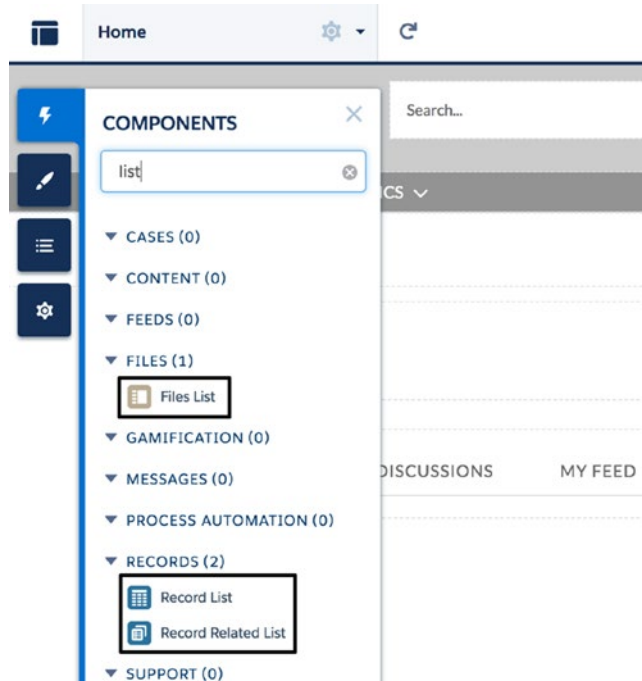 Home
COMPONENTS
Search...
list
CS
CASES (0)
CONTENT (0)
FEEDS (0)
FILES (1)
Files List
GAMIFICATION (0)
DISCUSSIONS MY FEED
MESSAGES (0)
PROCESS AUTOMATION (0)
RECORDS (2)
Record List
Record Related List
SUPPORT (0)